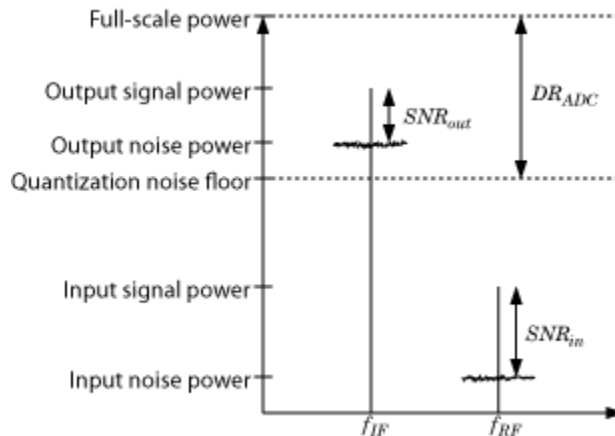 Full-scale power
Output signal power
SNR_out
DR_ADC
Output noise power
Quantization noise floor
Input signal power
SNR_in
Input noise power
f_IF
f_RF